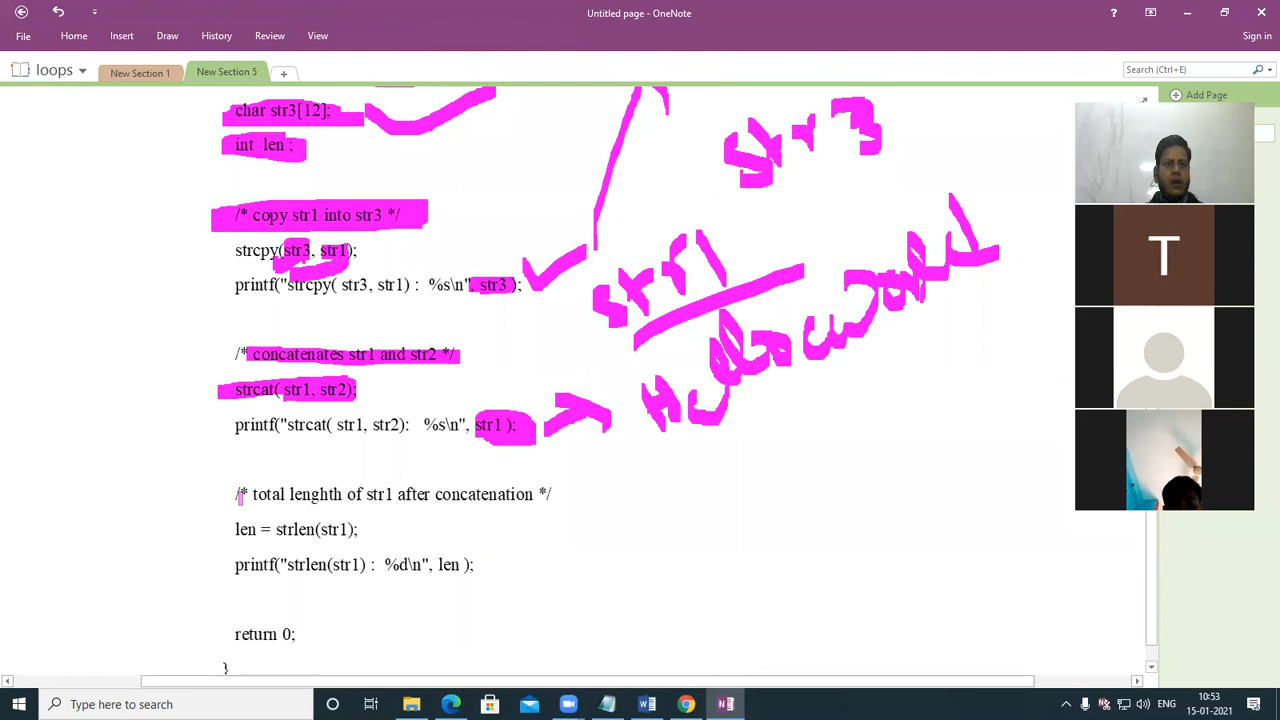 Untitled page - OneNote
File Home Insert Draw History Review View Sign in
loops New Section 1 New Section 5 Search (Ctrl+E)
Add Page
char str3[12];
int len ;
str3
/* copy str1 into str3 */
strcpy(str3, str1);
printf("strcpy( str3, str1) : %s\n", str3 );
str1
/* concatenates str1 and str2 */
strcat( str1, str2);
printf("strcat( str1, str2): %s\n", str1 );
T
/* total lenghth of str1 after concatenation */
len = strlen(str1);
printf("strlen(str1) : %d\n", len );
return 0;
}
Type here to search
ENG
10:53
15-01-2021